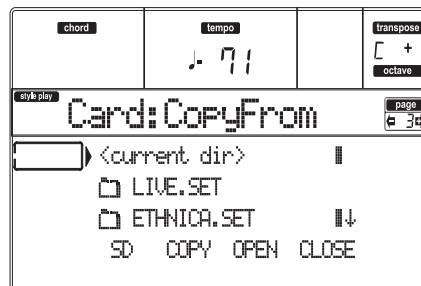 chord tempo transpose
♩- 71 C +
octave
style play Card:CopyFrom page
3
<current dir>
LIVE.SET
ETHNICA.SET
SD COPY OPEN CLOSE